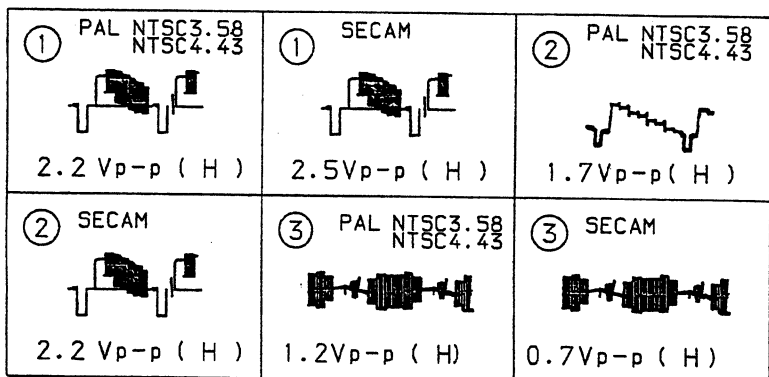 ① PAL NTSC3.58
NTSC4.43
2.2 Vp-p ( H )
① SECAM
2.5Vp-p ( H )
② PAL NTSC3.58
NTSC4.43
1.7Vp-p( H )
② SECAM
2.2 Vp-p ( H )
③ PAL NTSC3.58
NTSC4.43
1.2Vp-p ( H)
③ SECAM
0.7Vp-p ( H )